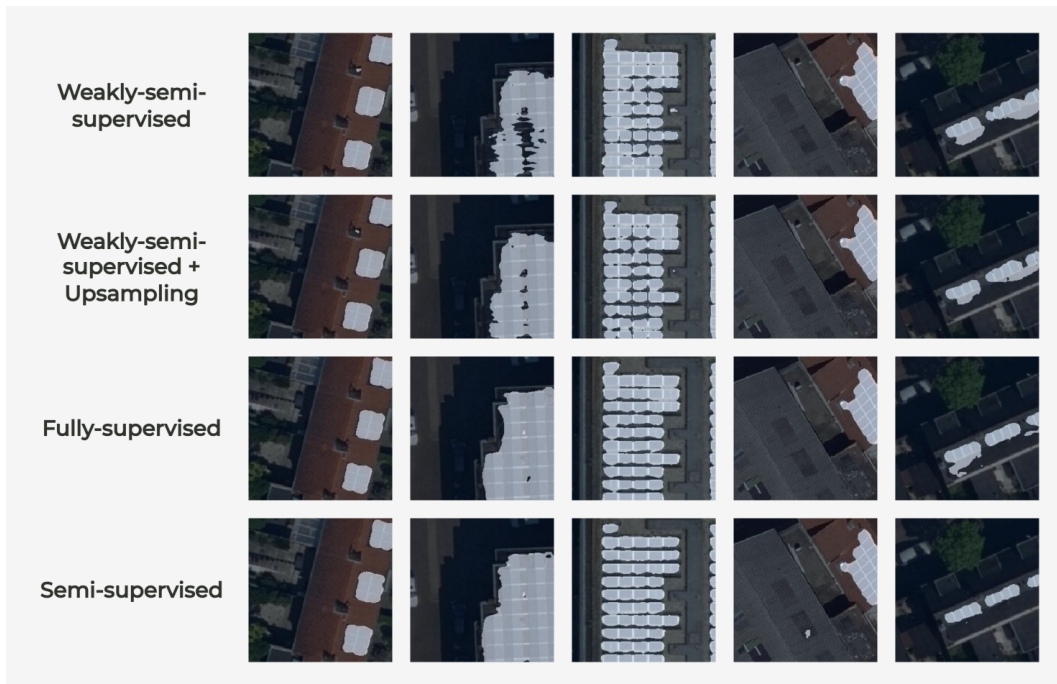 Weakly-semi-
supervised
Weakly-semi-
supervised +
Upsampling
Fully-supervised
Semi-supervised